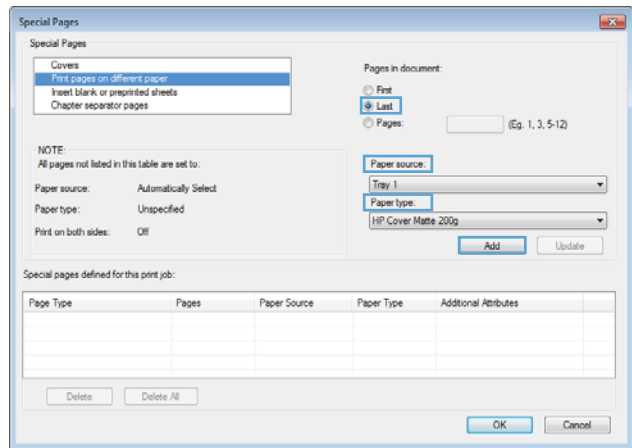 Special Pages
Special Pages
Covers
Print pages on different paper
Insert blank or preprinted sheets
Chapter separator pages
Pages in document:
First
Last
Pages:
(Eg. 1, 3, 5-12)
NOTE:
All pages not listed in this table are set to:
Paper source: Automatically Select
Paper type: Unspecified
Print on both sides: Off
Paper source:
Tray 1
Paper type:
HP Cover Matte 200g
Add Update
Special pages defined for this print job:
Page Type Pages Paper Source Paper Type Additional Attributes
Delete Delete All
OK Cancel